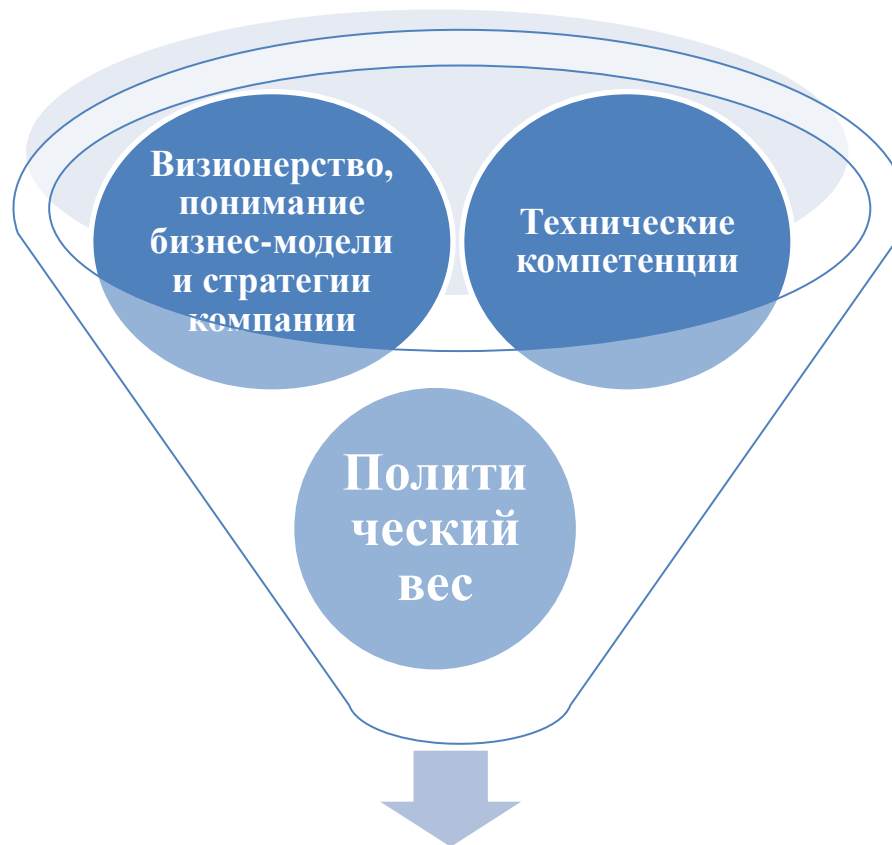 Визионерство,
понимание
бизнес-модели
и стратегии
компании
Технические
компетенции
Полити
ческий
вес